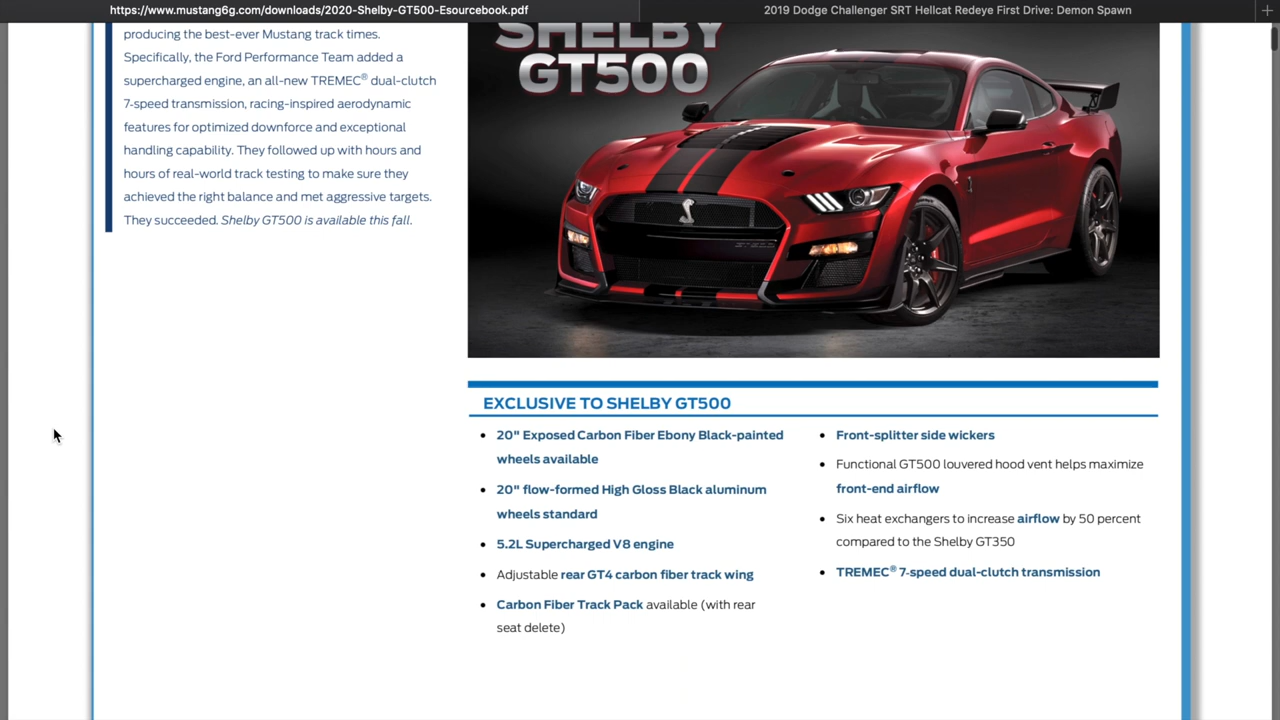 https://www.mustang6g.com/downloads/2020-Shelby-GT500-Esourcebook.pdf
2019 Dodge Challenger SRT Hellcat Redeye First Drive: Demon Spawn
producing the best-ever Mustang track times.
Specifically, the Ford Performance Team added a
supercharged engine, an all-new TREMEC® dual-clutch
7-speed transmission, racing-inspired aerodynamic
features for optimized downforce and exceptional
handling capability. They followed up with hours and
hours of real-world track testing to make sure they
achieved the right balance and met aggressive targets.
They succeeded. Shelby GT500 is available this fall.
SHELBY
GT500
EXCLUSIVE TO SHELBY GT500
• 20" Exposed Carbon Fiber Ebony Black-painted
wheels available
• 20" flow-formed High Gloss Black aluminum
wheels standard
• 5.2L Supercharged V8 engine
• Adjustable rear GT4 carbon fiber track wing
• Carbon Fiber Track Pack available (with rear
seat delete)
• Front-splitter side wickers
• Functional GT500 louvered hood vent helps maximize
front-end airflow
• Six heat exchangers to increase airflow by 50 percent
compared to the Shelby GT350
• TREMEC® 7-speed dual-clutch transmission